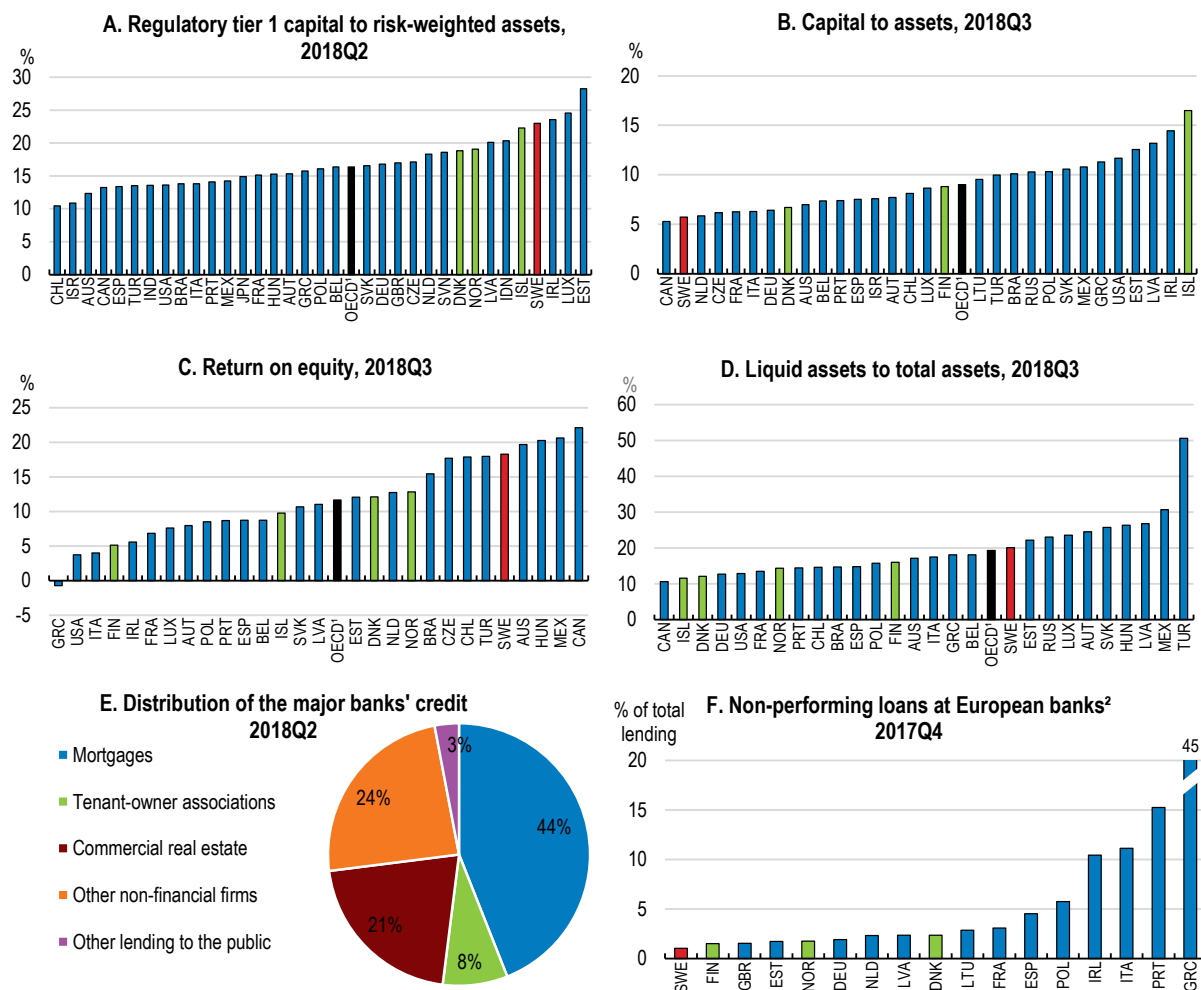 A. Regulatory tier 1 capital to risk-weighted assets,
2018Q2
%
30
25
20
15
10
5
0
CHL ISR AUS CAN ESP TUR IND USA BRA ITA PRT MEX JPN FRA HUN AUT GRC POL BEL OECD¹ SVK DEU GBR CZE NLD SVN DNK NOR LVA IDN ISL SWE IRL LUX EST
B. Capital to assets, 2018Q3
%
20
15
10
5
0
CAN SWE NLD CZE FRA ITA DEU DNK AUS BEL PRT ESP ISR AUT CHL LUX FIN OECD¹ LTU TUR BRA RUS POL SVK MEX GRC USA EST LVA IRL ISL
C. Return on equity, 2018Q3
%
25
20
15
10
5
0
-5
GRC USA ITA FIN IRL FRA LUX AUT POL PRT ESP BEL ISL SVK LVA OECD¹ EST DNK NLD NOR BRA CZE CHL TUR SWE AUS HUN MEX CAN
D. Liquid assets to total assets, 2018Q3
%
60
50
40
30
20
10
0
CAN ISL DNK DEU USA FRA NOR PRT CHL BRA ESP POL FIN AUS ITA GRC BEL OECD¹ SWE EST RUS LUX AUT SVK HUN LVA MEX TUR
E. Distribution of the major banks' credit
2018Q2
Mortgages
Tenant-owner associations
Commercial real estate
Other non-financial firms
Other lending to the public
3%
24%
44%
21%
8%
F. Non-performing loans at European banks²
2017Q4
% of total
lending
45
20
15
10
5
0
SWE FIN GBR EST NOR DEU NLD LVA DNK LTU FRA ESP POL IRL ITA PRT GRC